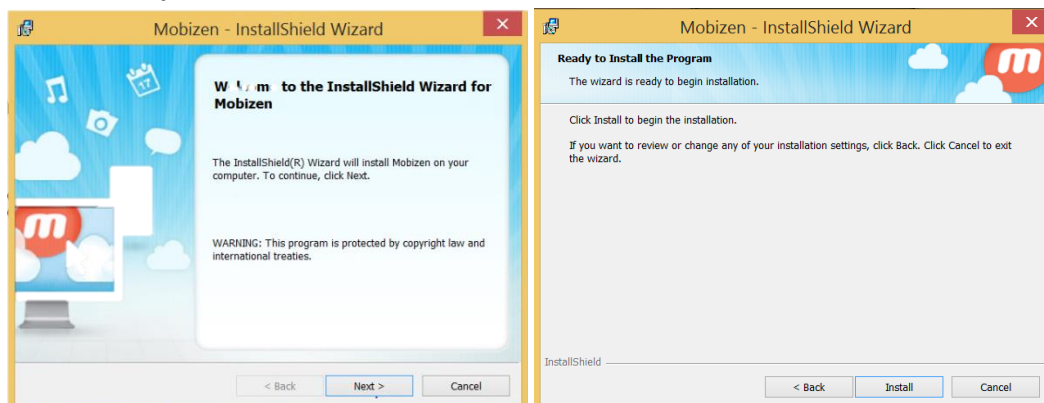 Mobizen - InstallShield Wizard
to the InstallShield Wizard for
Mobizen
The InstallShield(R) Wizard will install Mobizen on your
computer. To continue, click Next.
WARNING: This program is protected by copyright law and
international treaties.
< Back Next > Cancel
Mobizen - InstallShield Wizard
Ready to Install the Program
The wizard is ready to begin installation.
Click Install to begin the installation.
If you want to review or change any of your installation settings, click Back. Click Cancel to exit
the wizard.
InstallShield
< Back Install Cancel
17
m
m